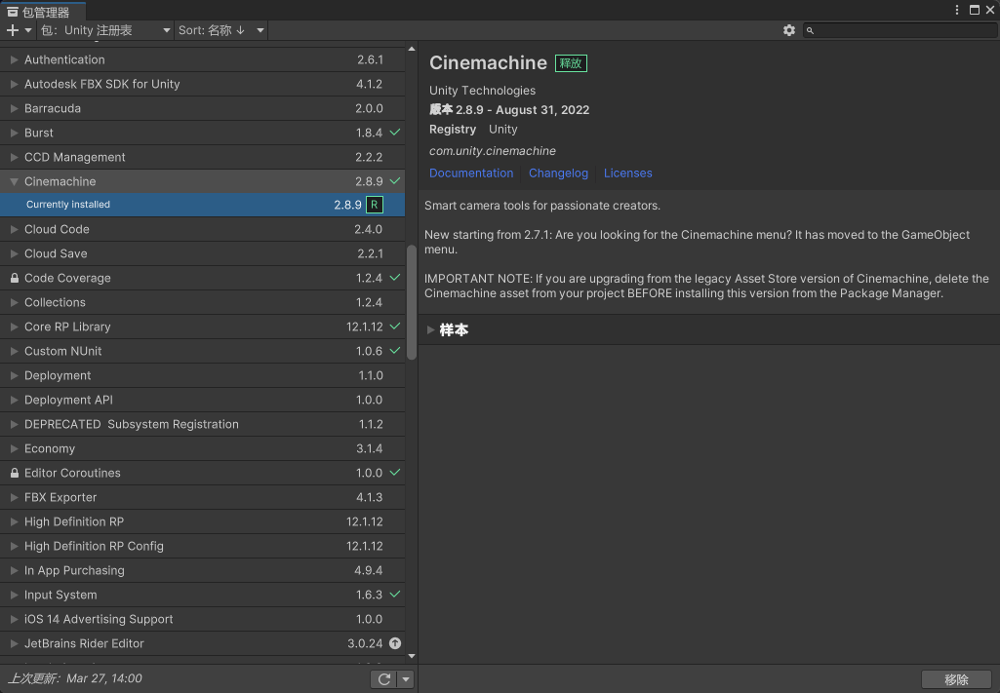 包管理器
包： Unity 注册表
Sort: 名称 ↓
Authentication 2.6.1
Autodesk FBX SDK for Unity 4.1.2
Barracuda 2.0.0
Burst 1.8.4
CCD Management 2.2.2
Cinemachine 2.8.9
Currently installed 2.8.9 R
Cloud Code 2.4.0
Cloud Save 2.2.1
Code Coverage 1.2.4
Collections 1.2.4
Core RP Library 12.1.12
Custom NUnit 1.0.6
Deployment 1.1.0
Deployment API 1.0.0
DEPRECATED Subsystem Registration 1.1.2
Economy 3.1.4
Editor Coroutines 1.0.0
FBX Exporter 4.1.3
High Definition RP 12.1.12
High Definition RP Config 12.1.12
In App Purchasing 4.9.4
Input System 1.6.3
iOS 14 Advertising Support 1.0.0
JetBrains Rider Editor 3.0.24
上次更新： Mar 27, 14:00
Cinemachine 释放
Unity Technologies
版本 2.8.9 - August 31, 2022
Registry Unity
com.unity.cinemachine
Documentation Changelog Licenses
Smart camera tools for passionate creators.
New starting from 2.7.1: Are you looking for the Cinemachine menu? It has moved to the GameObject
menu.
IMPORTANT NOTE: If you are upgrading from the legacy Asset Store version of Cinemachine, delete the
Cinemachine asset from your project BEFORE installing this version from the Package Manager.
样本
移除